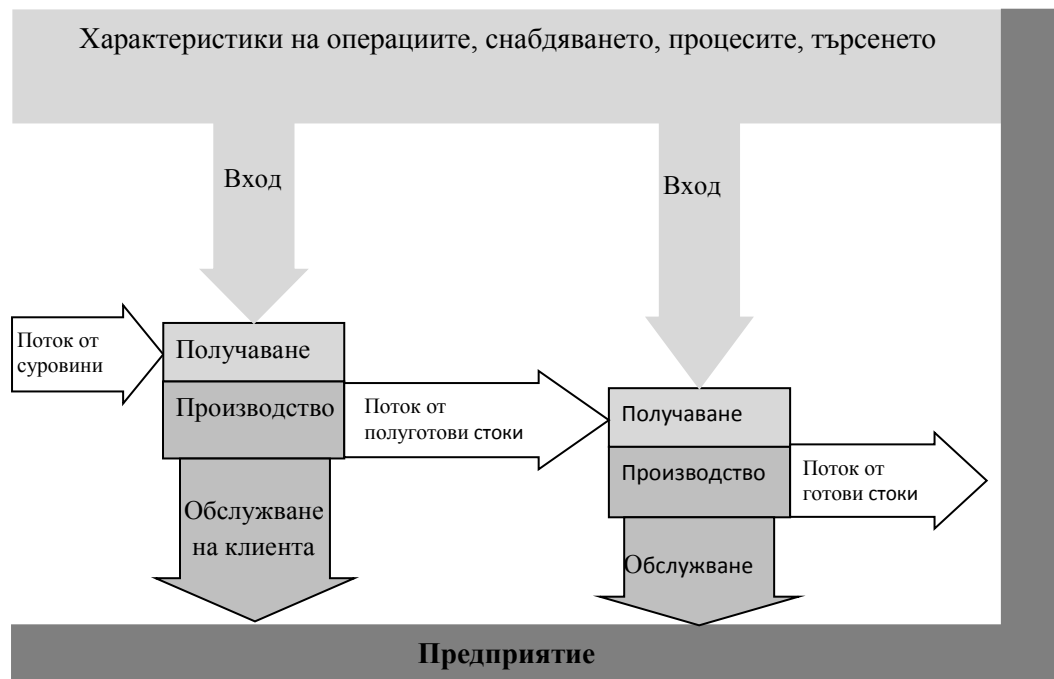 Характеристики на операциите, снабдяването, процесите, търсенето
Вход
Вход
Поток от
суровини
Получаване
Производство
Поток от
полуготови стоки
Получаване
Производство
Поток от
готови стоки
Обслужване
на клиента
Обслужване
Предприятие